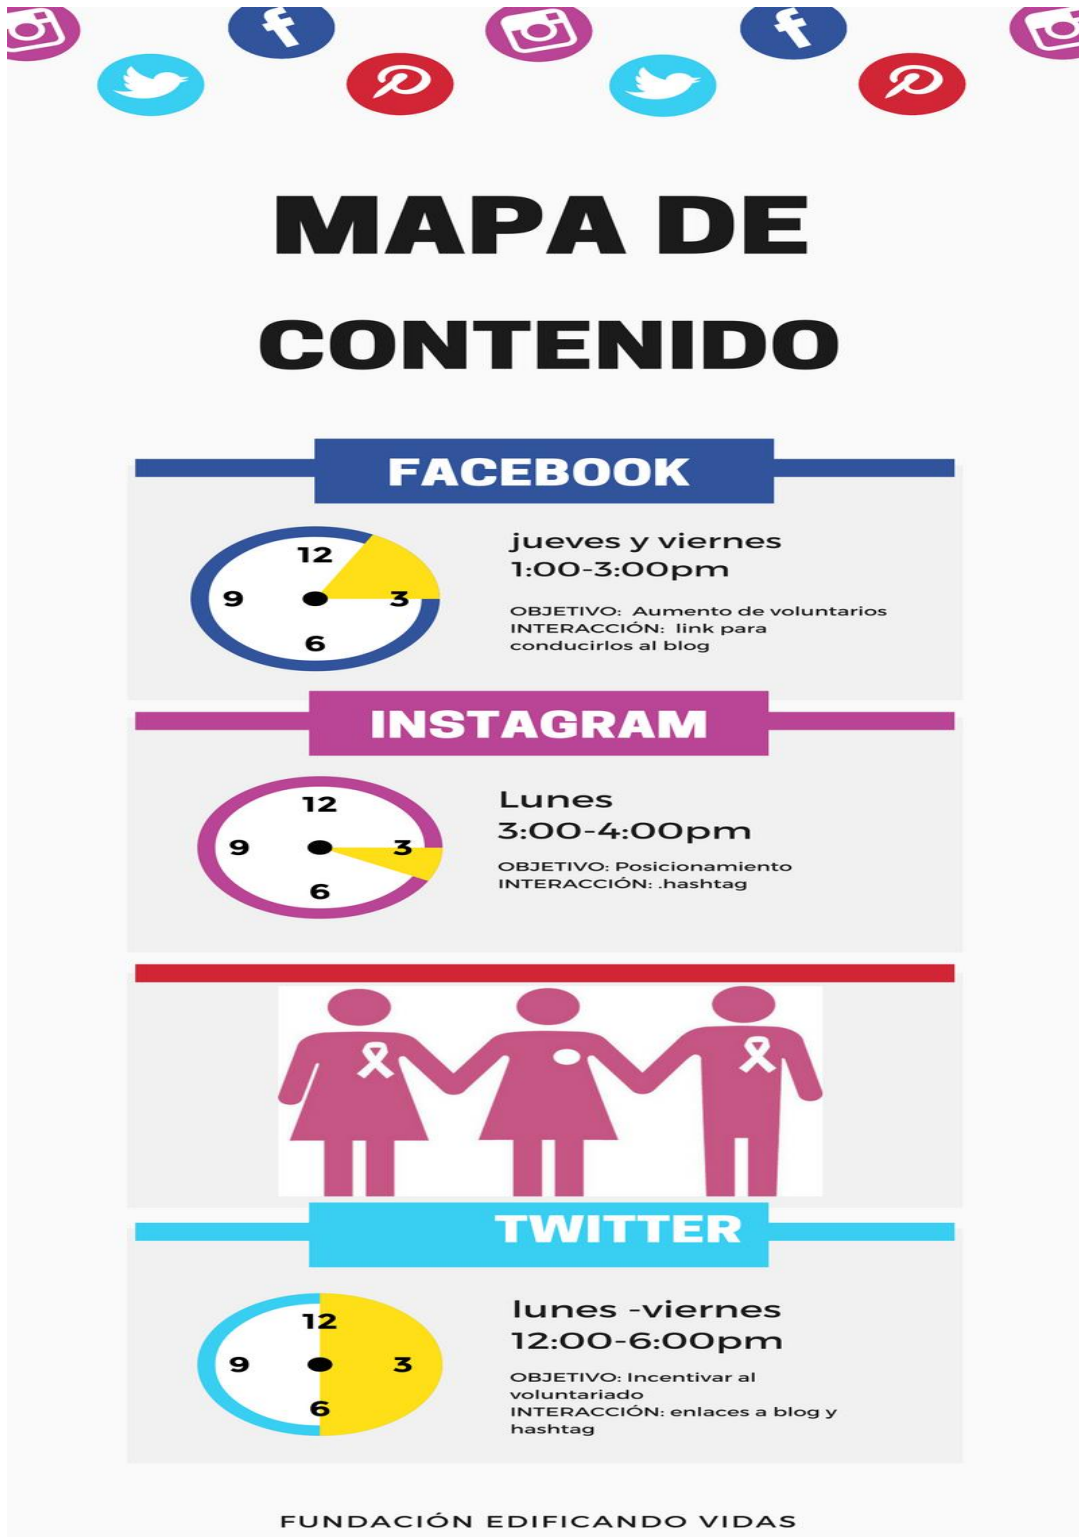 MAPA DE
CONTENIDO
FACEBOOK
12
9
3
6
jueves y viernes
1:00-3:00pm
OBJETIVO: Aumento de voluntarios
INTERACCIÓN: link para
conducirlos al blog
INSTAGRAM
12
9
3
6
Lunes
3:00-4:00pm
OBJETIVO: Posicionamiento
INTERACCIÓN: .hashtag
TWITTER
12
9
3
6
lunes -viernes
12:00-6:00pm
OBJETIVO: Incentivar al
voluntariado
INTERACCIÓN: enlaces a blog y
hashtag
FUNDACIÓN EDIFICANDO VIDAS